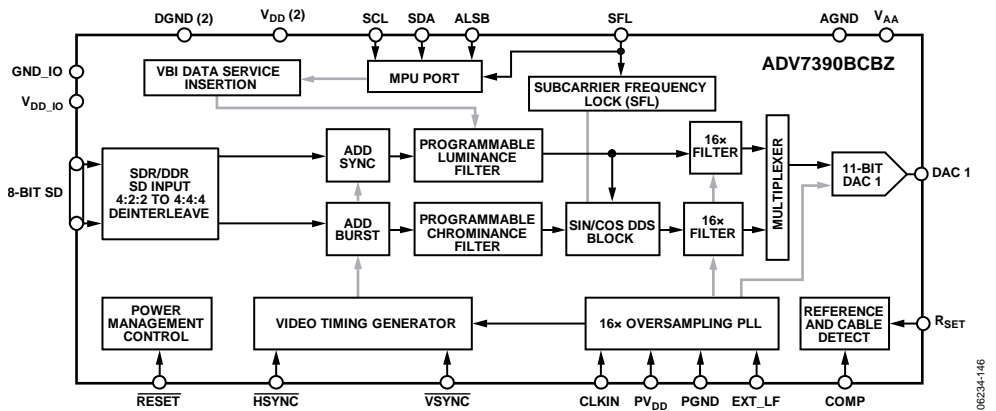 DGND (2)
VDD (2)
SCL
SDA
ALSB
SFL
AGND
VAA
GND_IO
VDD_IO
ADV7390BCBZ
VBI DATA SERVICE
INSERTION
MPU PORT
SUBCARRIER FREQUENCY
LOCK (SFL)
8-BIT SD
SDR/DDR
SD INPUT
4:2:2 TO 4:4:4
DEINTERLEAVE
ADD
SYNC
PROGRAMMABLE
LUMINANCE
FILTER
16×
FILTER
MULTIPLEXER
11-BIT
DAC 1
DAC 1
ADD
BURST
PROGRAMMABLE
CHROMINANCE
FILTER
SIN/COS DDS
BLOCK
16×
FILTER
POWER
MANAGEMENT
CONTROL
VIDEO TIMING GENERATOR
16× OVERSAMPLING PLL
REFERENCE
AND CABLE
DETECT
RSET
RESET
HSYNC
VSYNC
CLKIN
PVDD
PGND
EXT_LF
COMP
06234-146